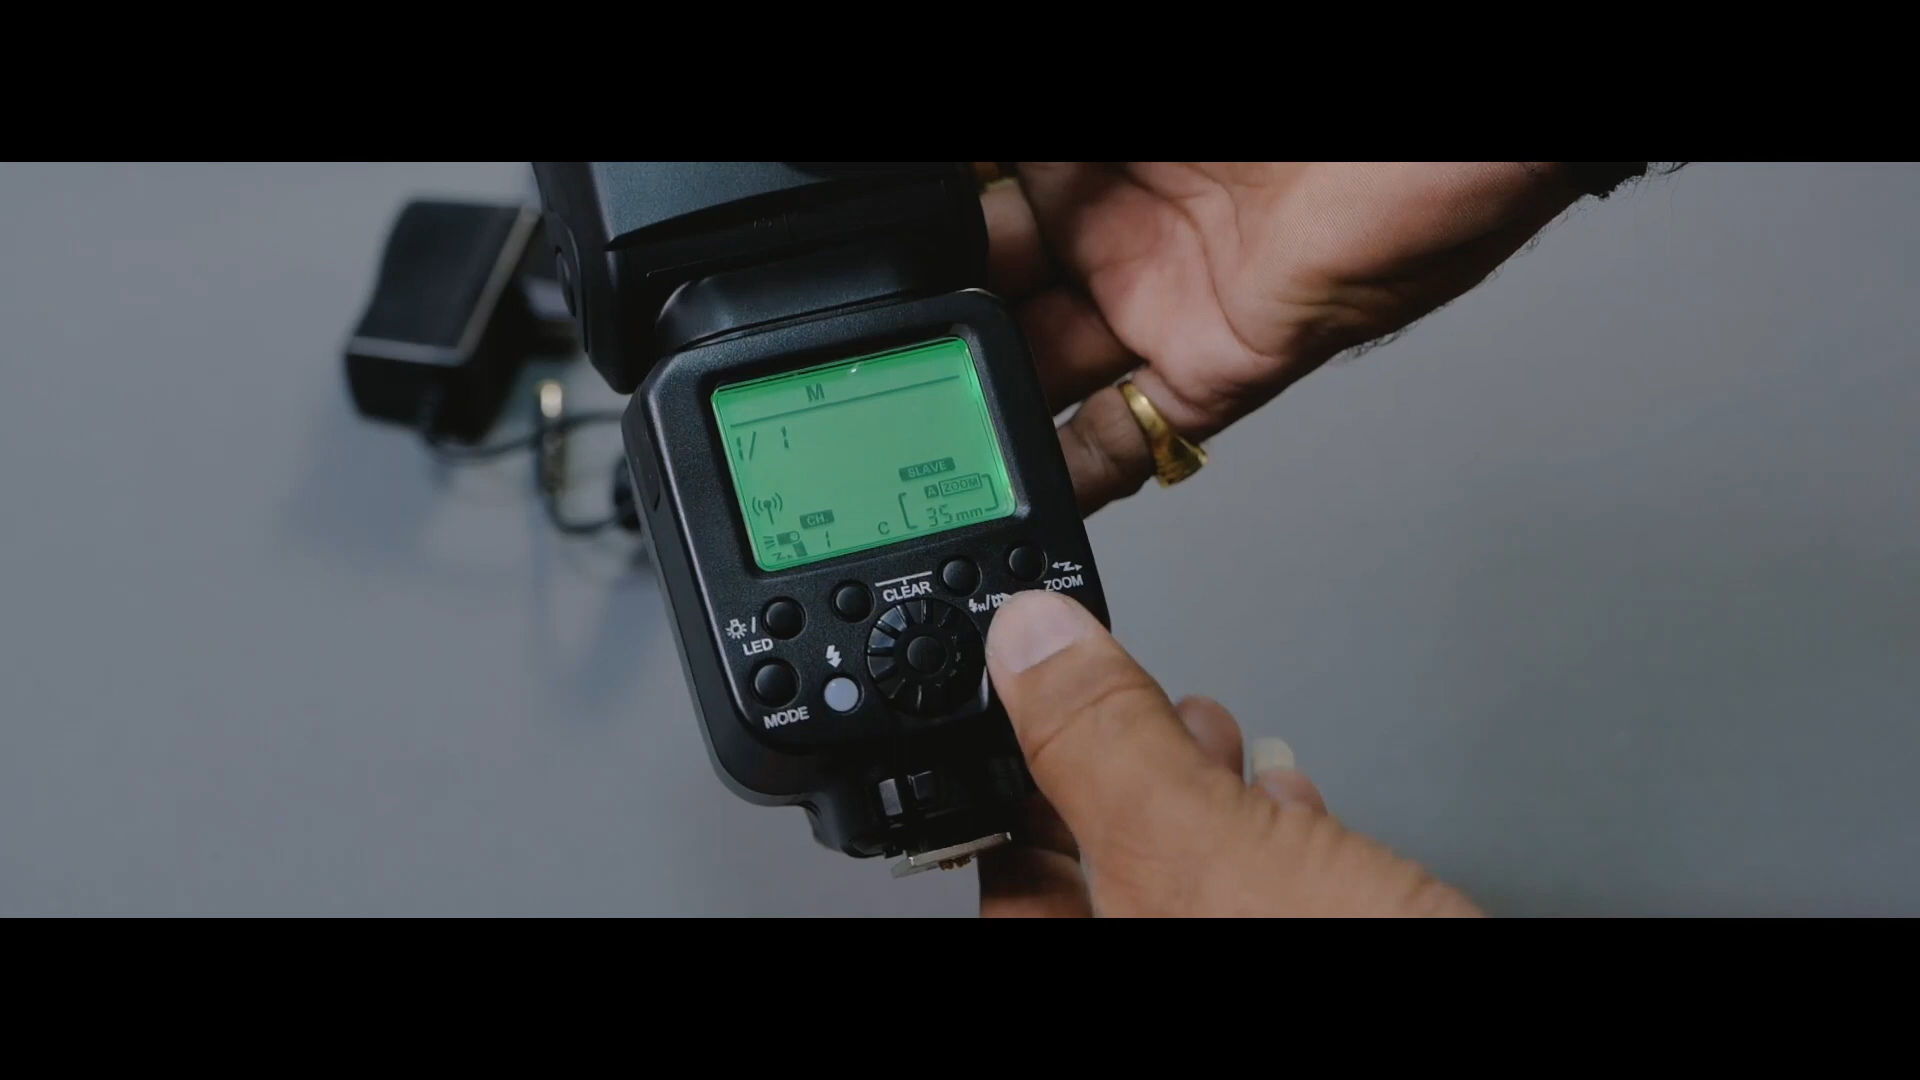 M
1/ 1
SLAVE
A ZOOM
CH.
C
35mm
1
CLEAR
ZOOM
H/
/
LED
MODE